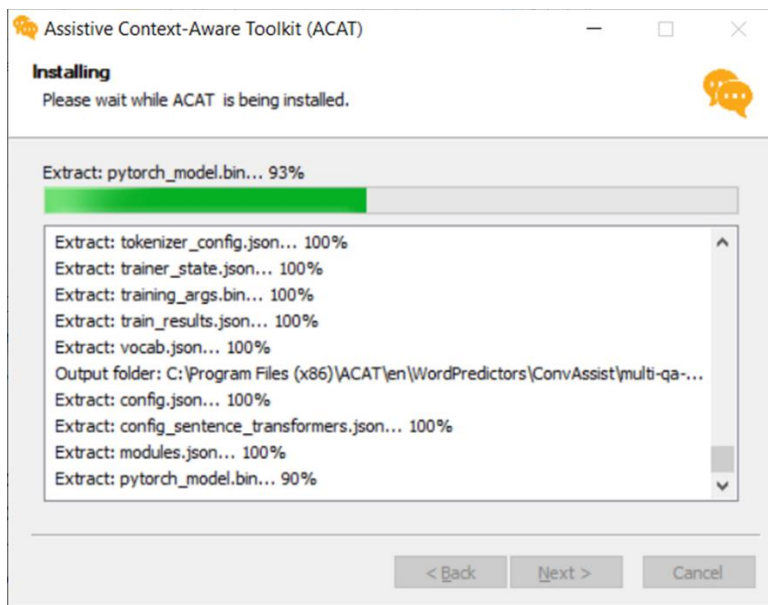 Assistive Context-Aware Toolkit (ACAT)
Installing
Please wait while ACAT is being installed.
Extract: pytorch_model.bin... 93%
Extract: tokenizer_config.json... 100%
Extract: trainer_state.json... 100%
Extract: training_args.bin... 100%
Extract: train_results.json... 100%
Extract: vocab.json... 100%
Output folder: C:\Program Files (x86)\ACAT\en\WordPredictors\ConvAssist\multi-qa-...
Extract: config.json... 100%
Extract: config_sentence_transformers.json... 100%
Extract: modules.json... 100%
Extract: pytorch_model.bin... 90%
< Back Next > Cancel